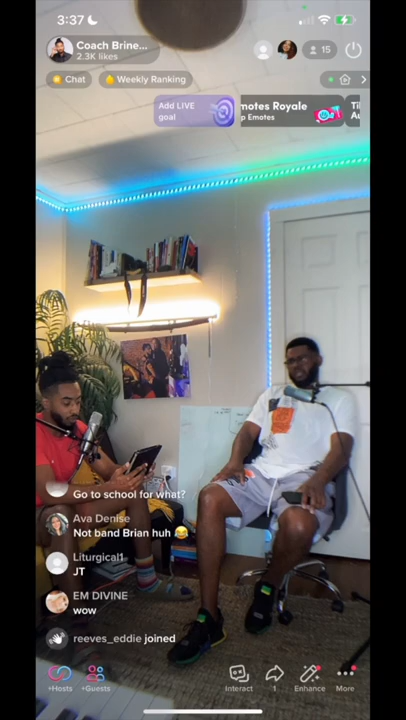 3:37
Coach Brine...
2.3K likes
15
Chat
Weekly Ranking
Add LIVE
goal
motes Royale
p Emotes
Til
Au
Go to school for what?
Ava Denise
Not band Brian huh 😂
Liturgical1
JT
EM DIVINE
wow
reeves_eddie joined
+Hosts
+Guests
Interact
1
Enhance
More